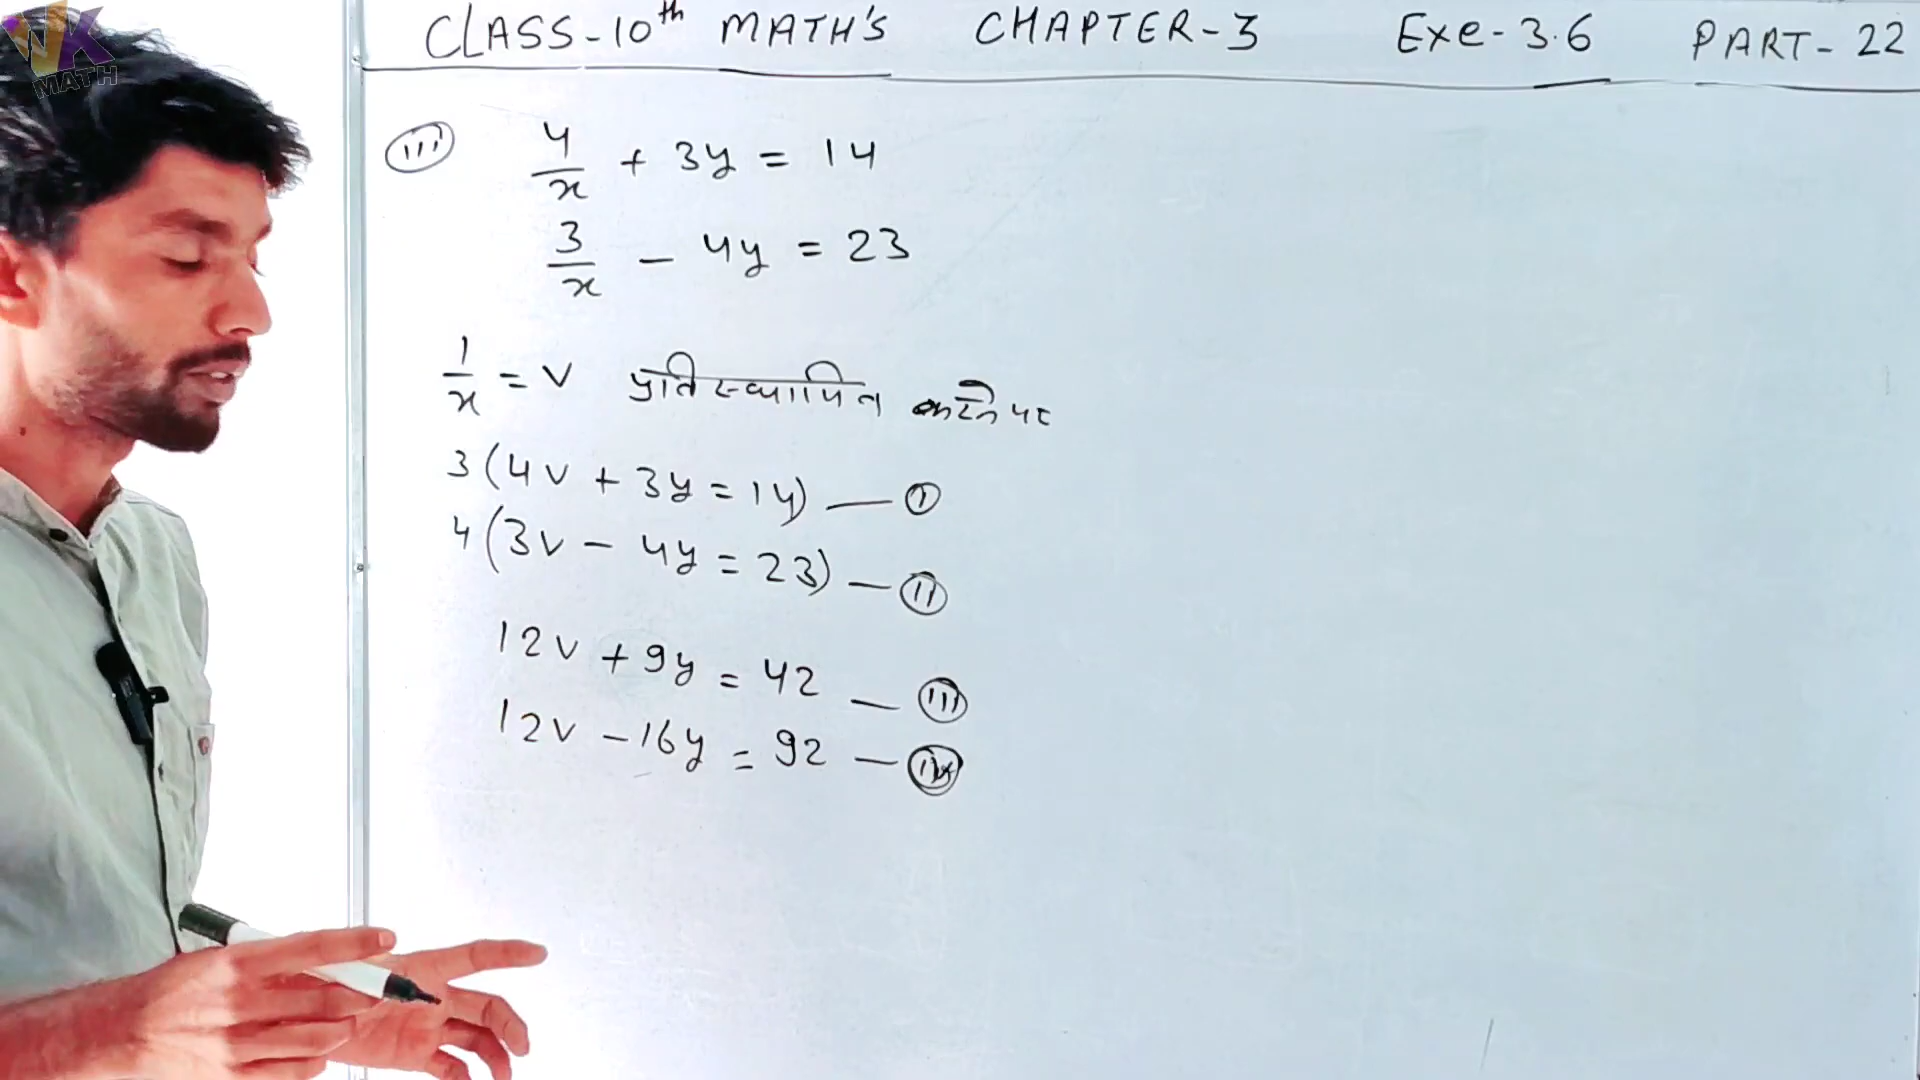 VK MATH
CLASS-10th MATH'S CHAPTER-3 Exe-3.6 PART-22
(iii) 4/x + 3y = 14
3/x - 4y = 23
1/x = v प्रतिस्थापित करने पर
3(4v + 3y = 14) — (i)
4(3v - 4y = 23) — (ii)
12v + 9y = 42 — (iii)
12v - 16y = 92 — (iv)